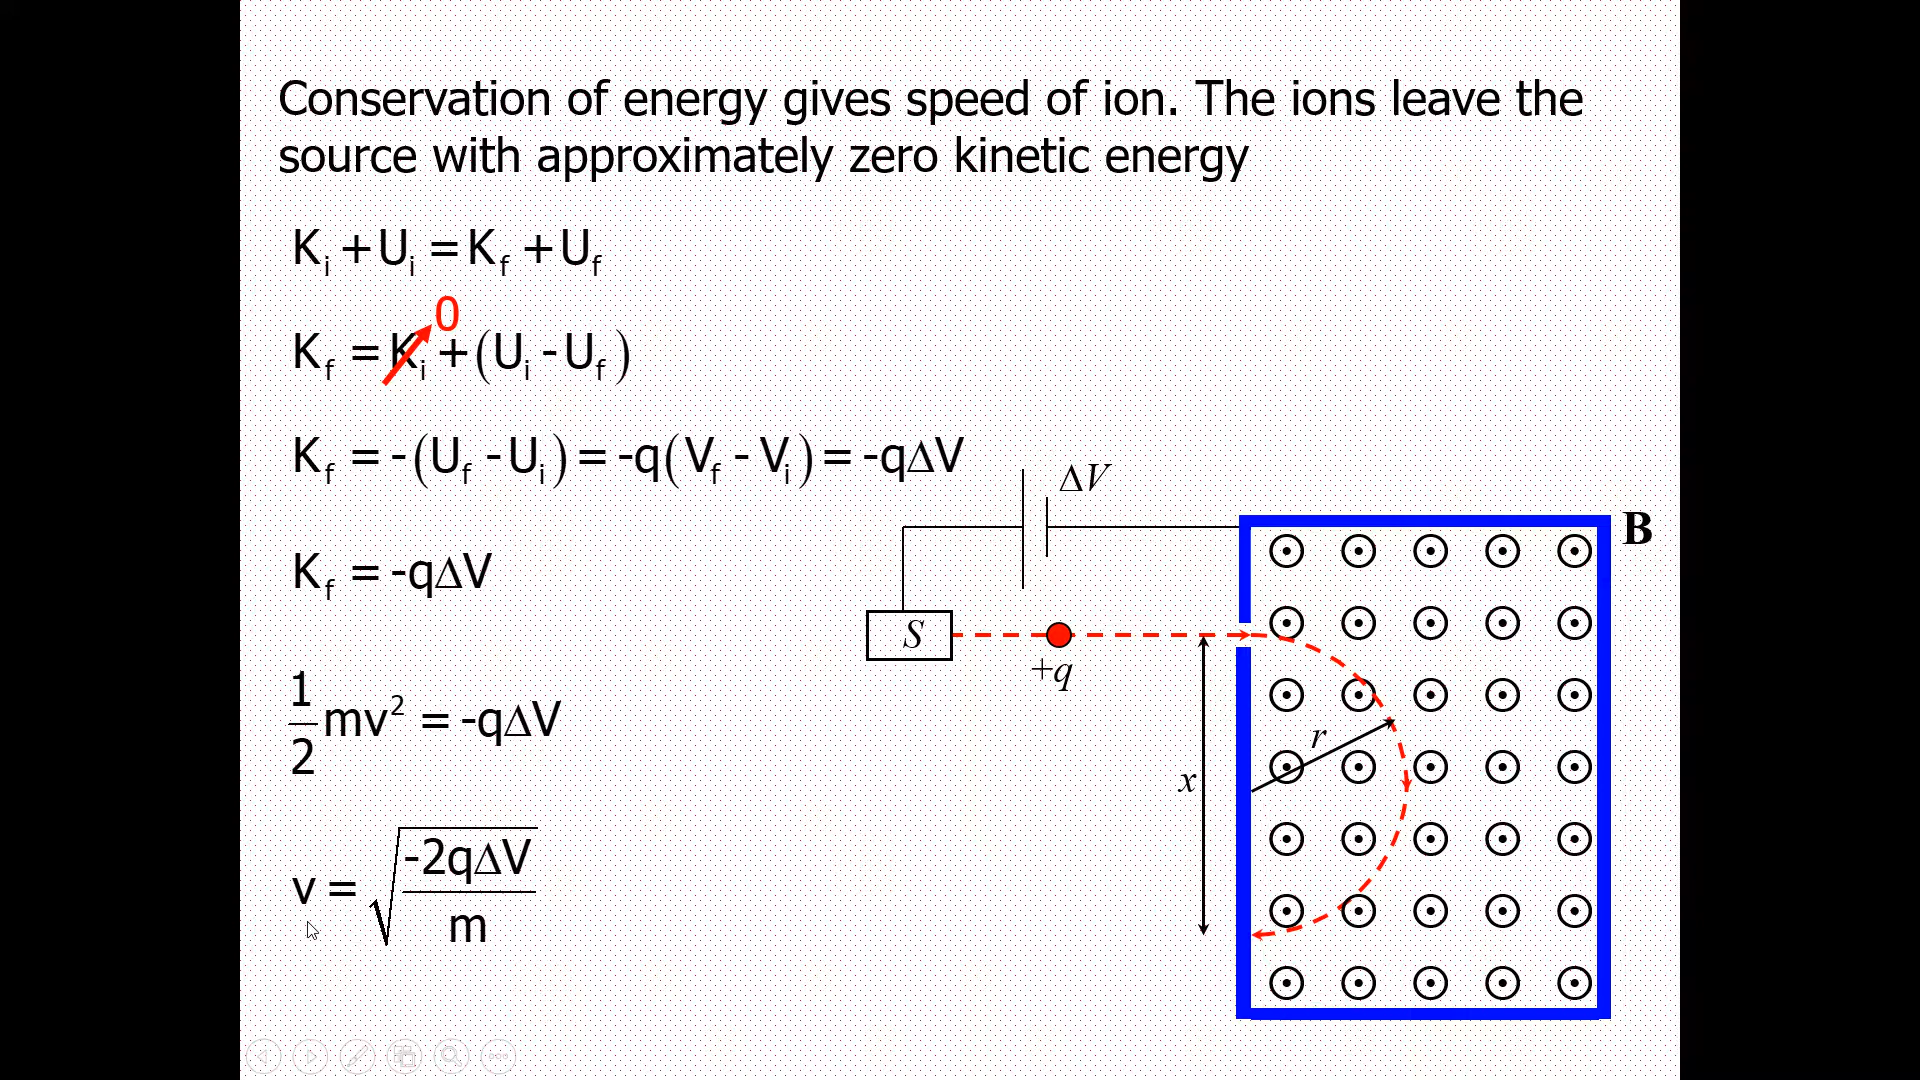 Conservation of energy gives speed of ion. The ions leave the
source with approximately zero kinetic energy
K_i + U_i = K_f + U_f
0
K_f = K_i + (U_i - U_f)
K_f = -(U_f - U_i) = -q(V_f - V_i) = -qΔV
ΔV
B
K_f = -qΔV
S
+q
1/2 mv² = -qΔV
r
x
v = √(-2qΔV/m)